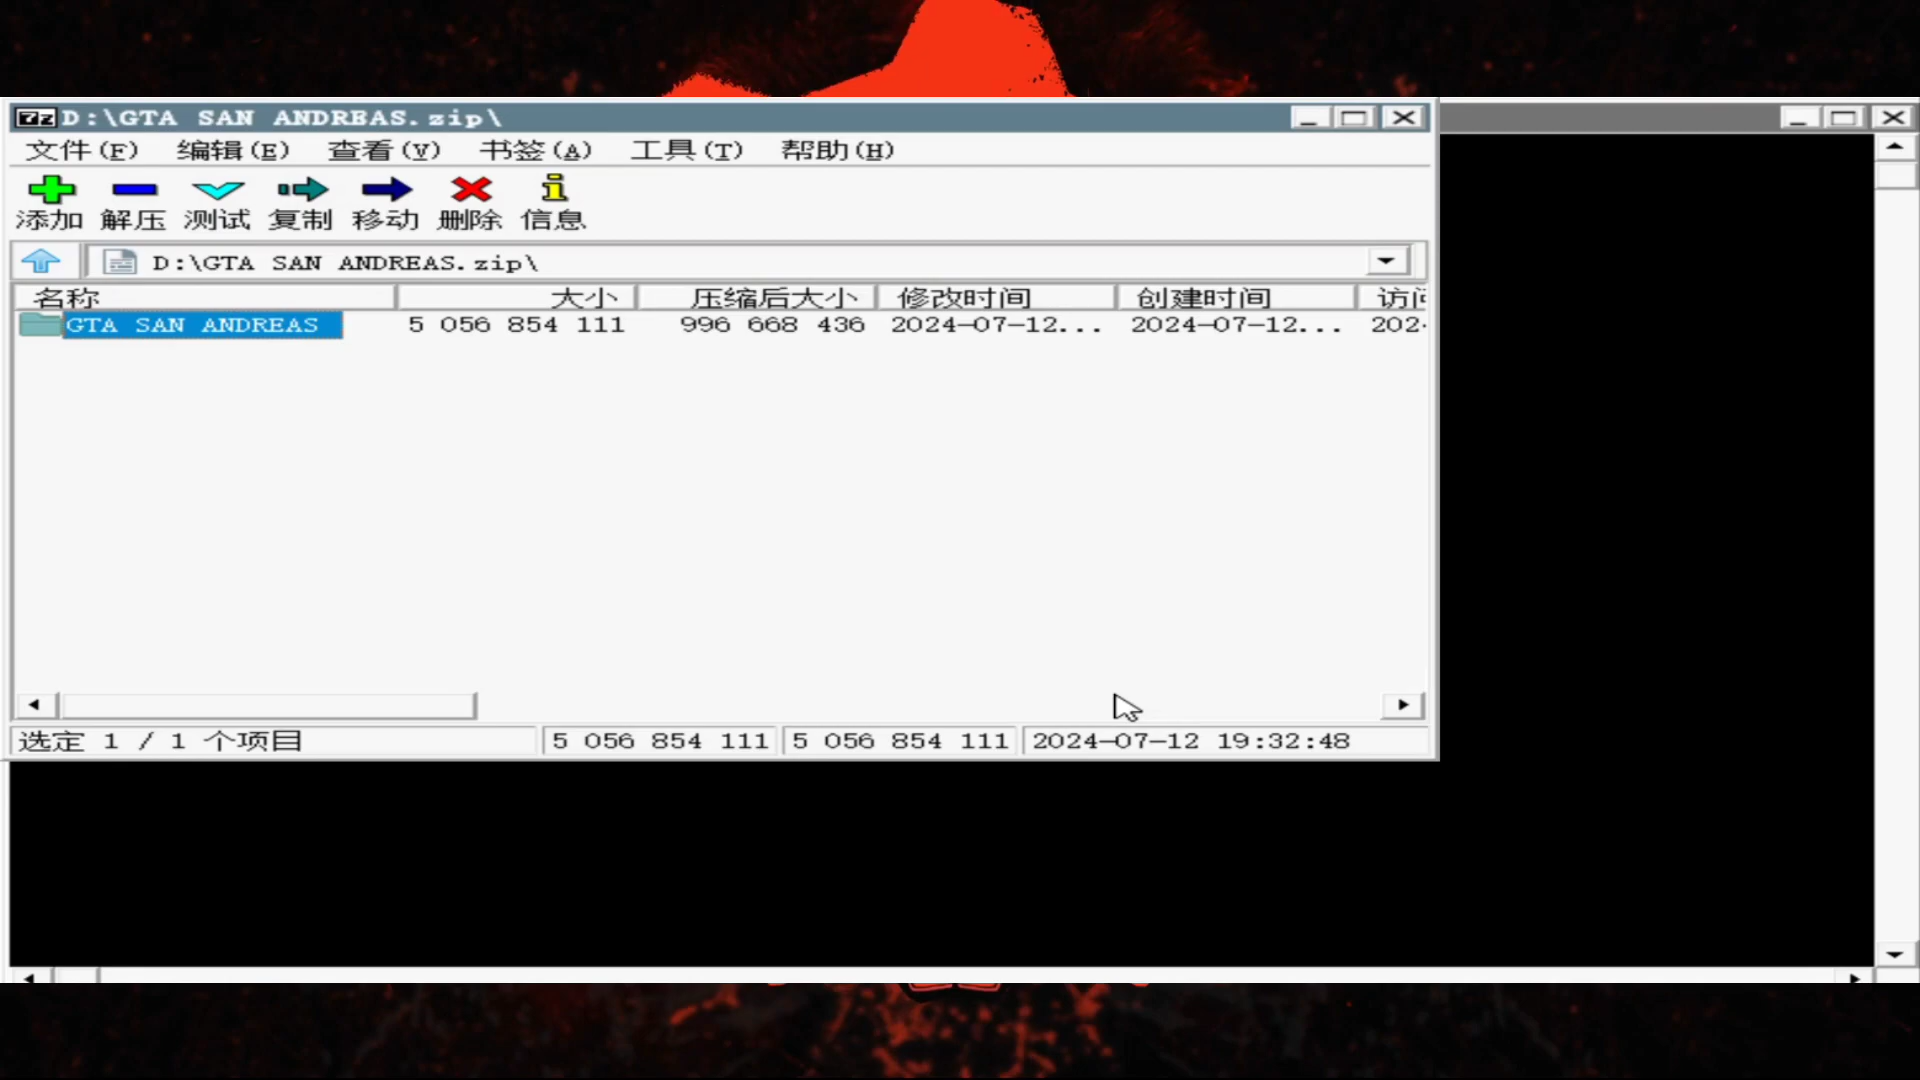 7z D:\GTA SAN ANDREAS.zip\
文件(F) 编辑(E) 查看(V) 书签(A) 工具(T) 帮助(H)
添加 解压 测试 复制 移动 删除 信息
D:\GTA SAN ANDREAS.zip\
名称 大小 压缩后大小 修改时间 创建时间 访问
GTA SAN ANDREAS 5 056 854 111 996 668 436 2024-07-12... 2024-07-12... 202
选定 1 / 1 个项目 5 056 854 111 5 056 854 111 2024-07-12 19:32:48